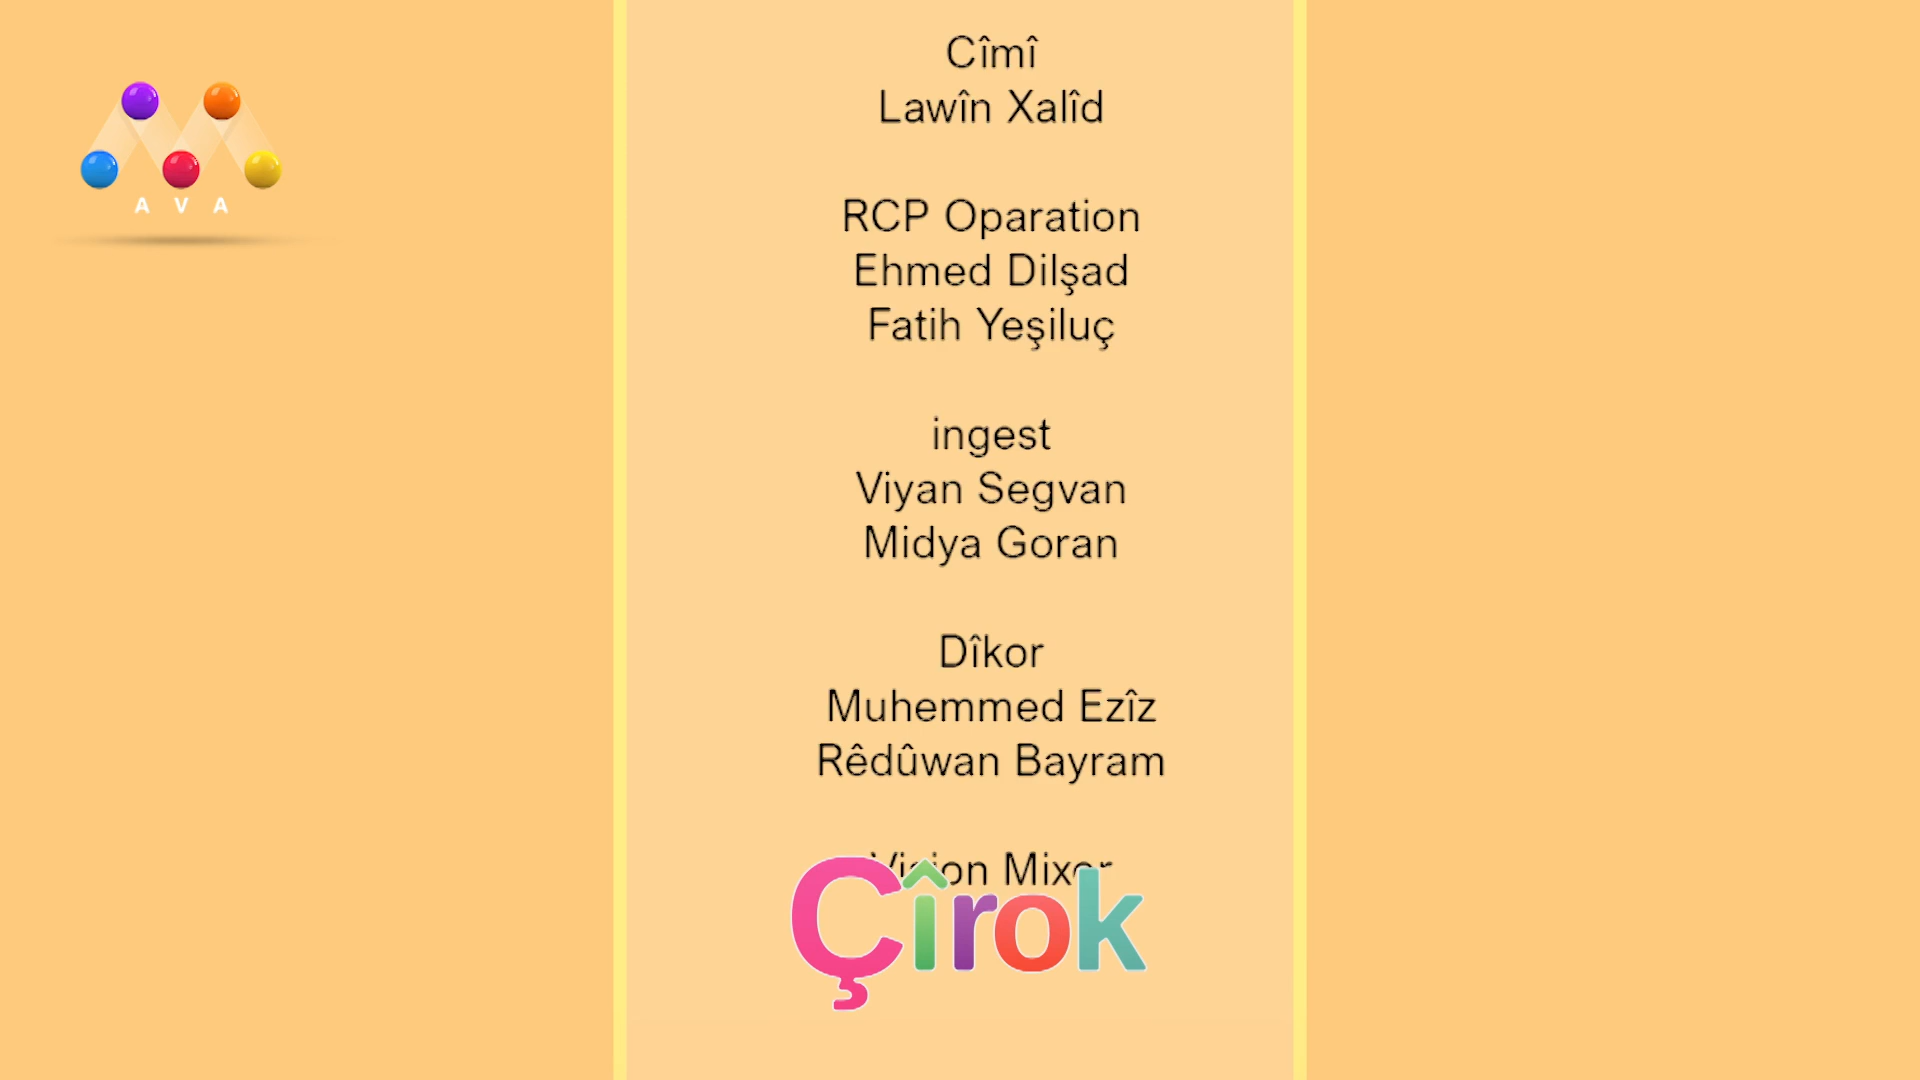 AVA
Cîmî
Lawîn Xalîd
RCP Oparation
Ehmed Dilşad
Fatih Yeşiluç
ingest
Viyan Segvan
Midya Goran
Dîkor
Muhemmed Ezîz
Rêdûwan Bayram
Vision Mixer
Çîrok